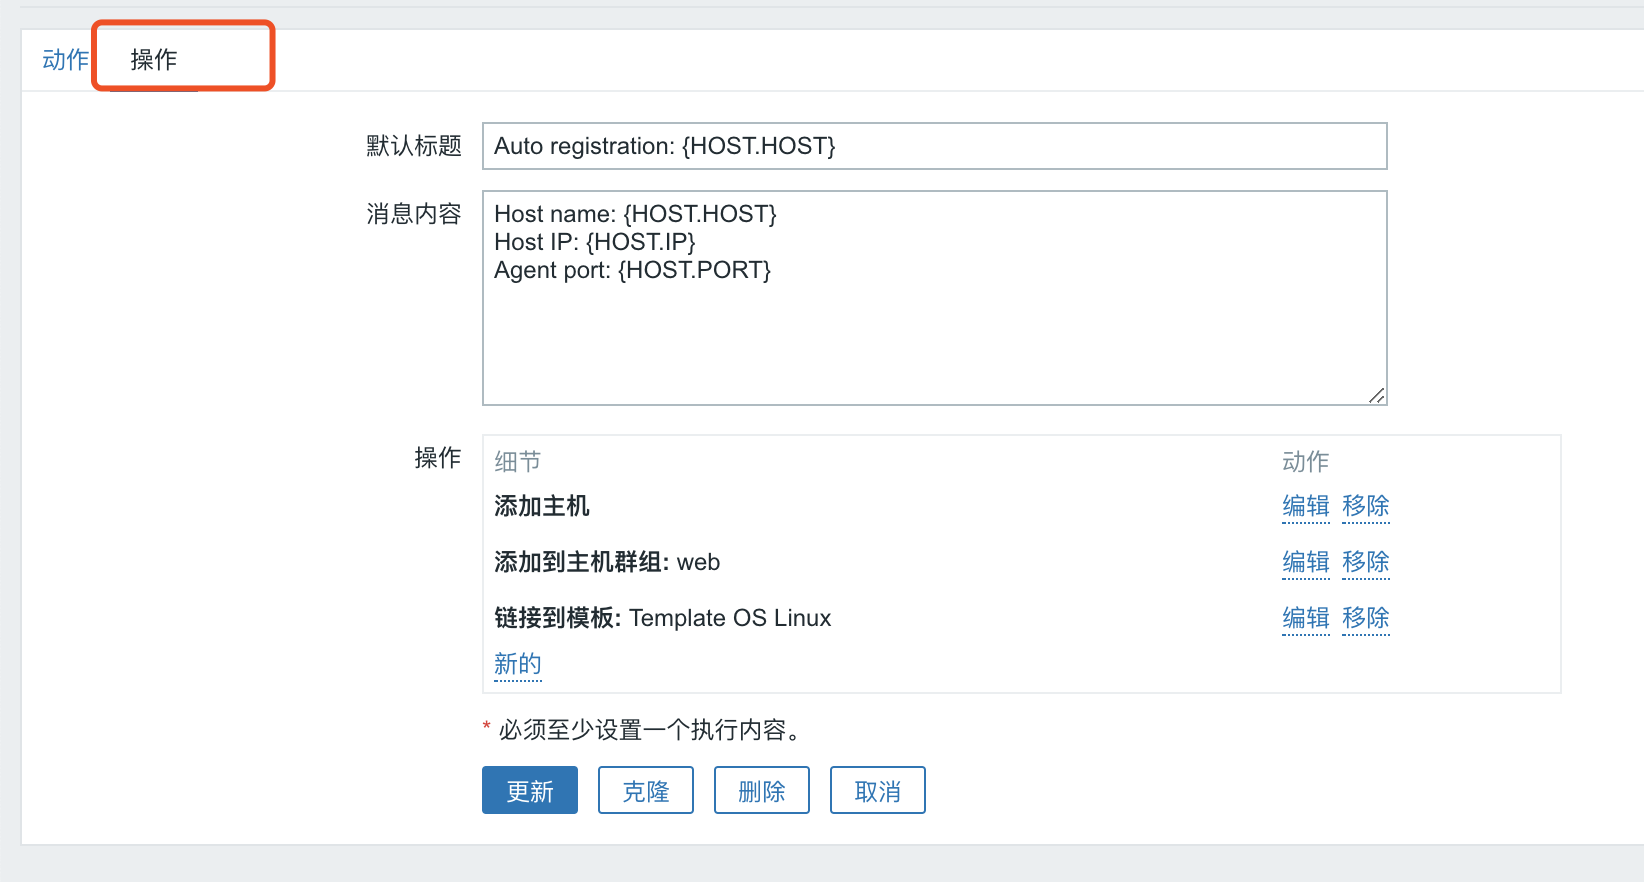 动作 操作
默认标题 Auto registration: {HOST.HOST}
消息内容 Host name: {HOST.HOST}
Host IP: {HOST.IP}
Agent port: {HOST.PORT}
操作 细节 动作
添加主机 编辑 移除
添加到主机群组: web 编辑 移除
链接到模板: Template OS Linux 编辑 移除
新的
* 必须至少设置一个执行内容。
更新 克隆 删除 取消